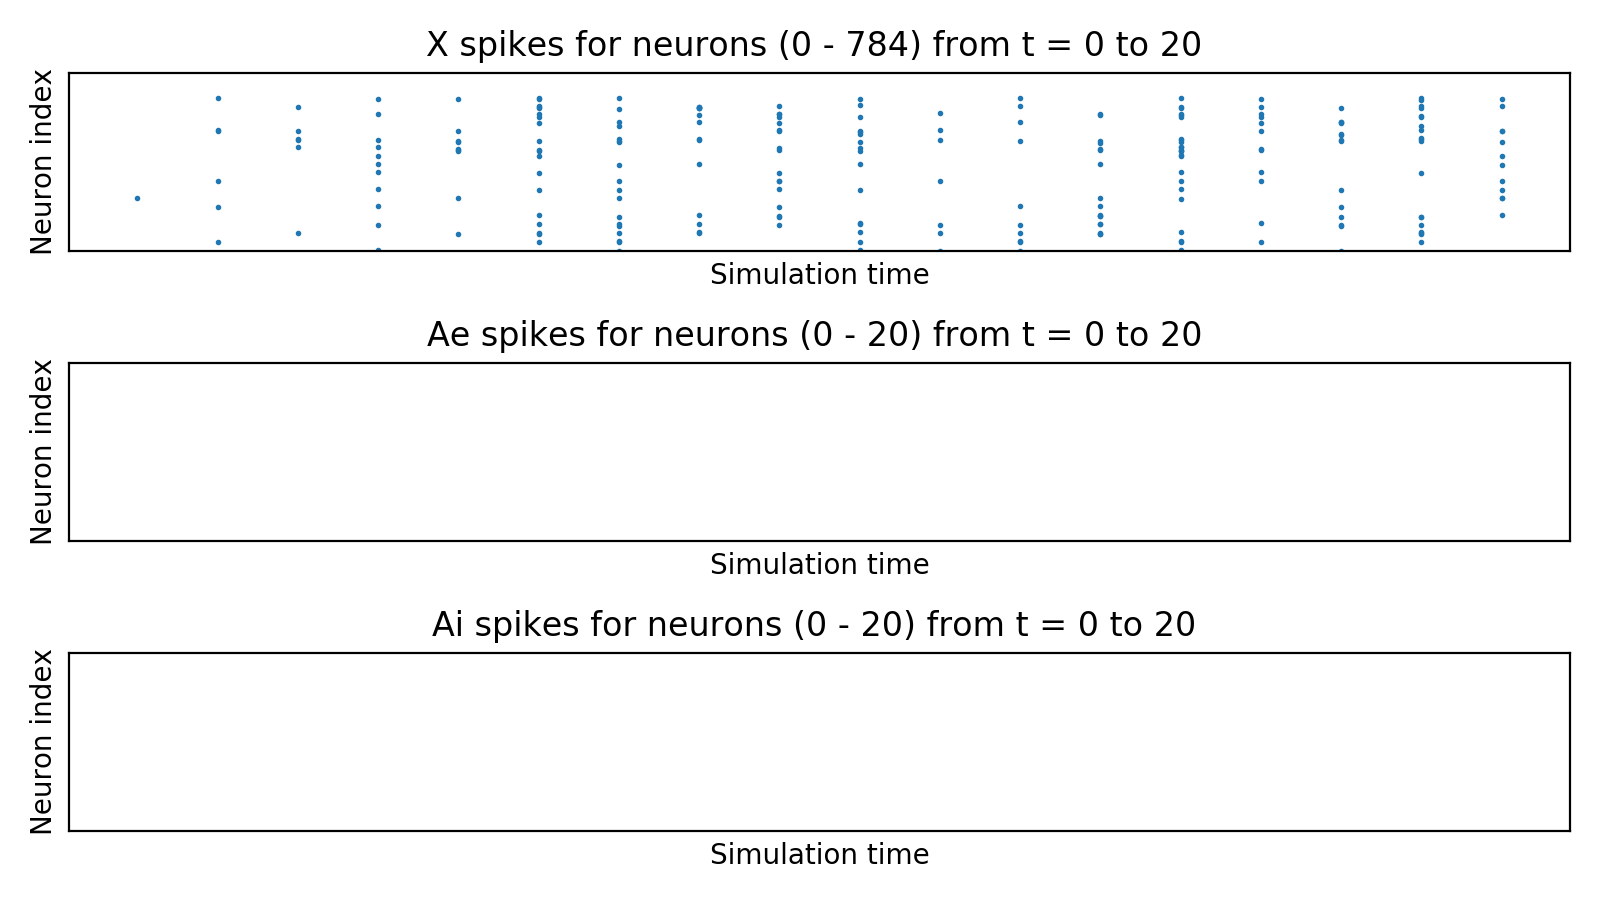 X spikes for neurons (0 - 784) from t = 0 to 20
Neuron index
Simulation time
Ae spikes for neurons (0 - 20) from t = 0 to 20
Neuron index
Simulation time
Ai spikes for neurons (0 - 20) from t = 0 to 20
Neuron index
Simulation time